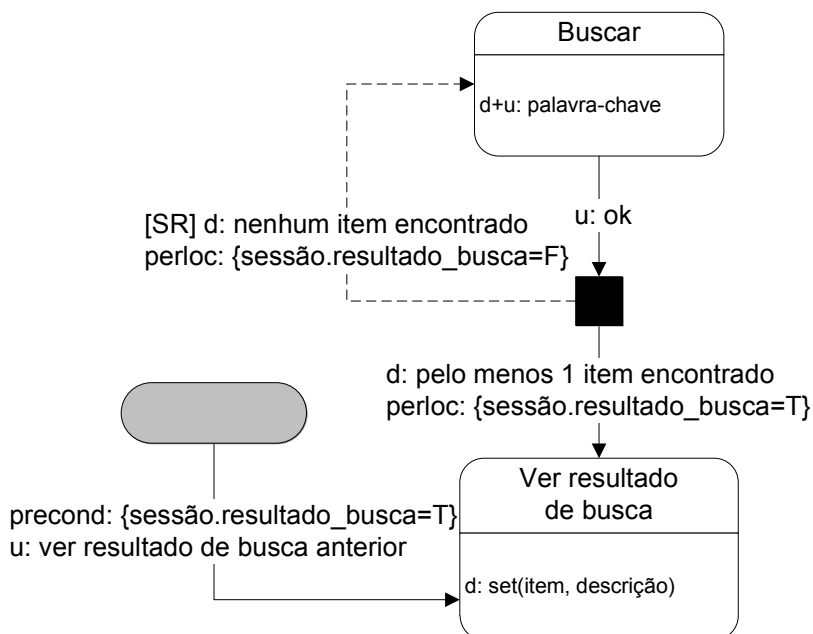 Buscar
d+u: palavra-chave
[SR] d: nenhum item encontrado
perloc: {sessão.resultado_busca=F}
u: ok
d: pelo menos 1 item encontrado
perloc: {sessão.resultado_busca=T}
precond: {sessão.resultado_busca=T}
u: ver resultado de busca anterior
Ver resultado
de busca
d: set(item, descrição)